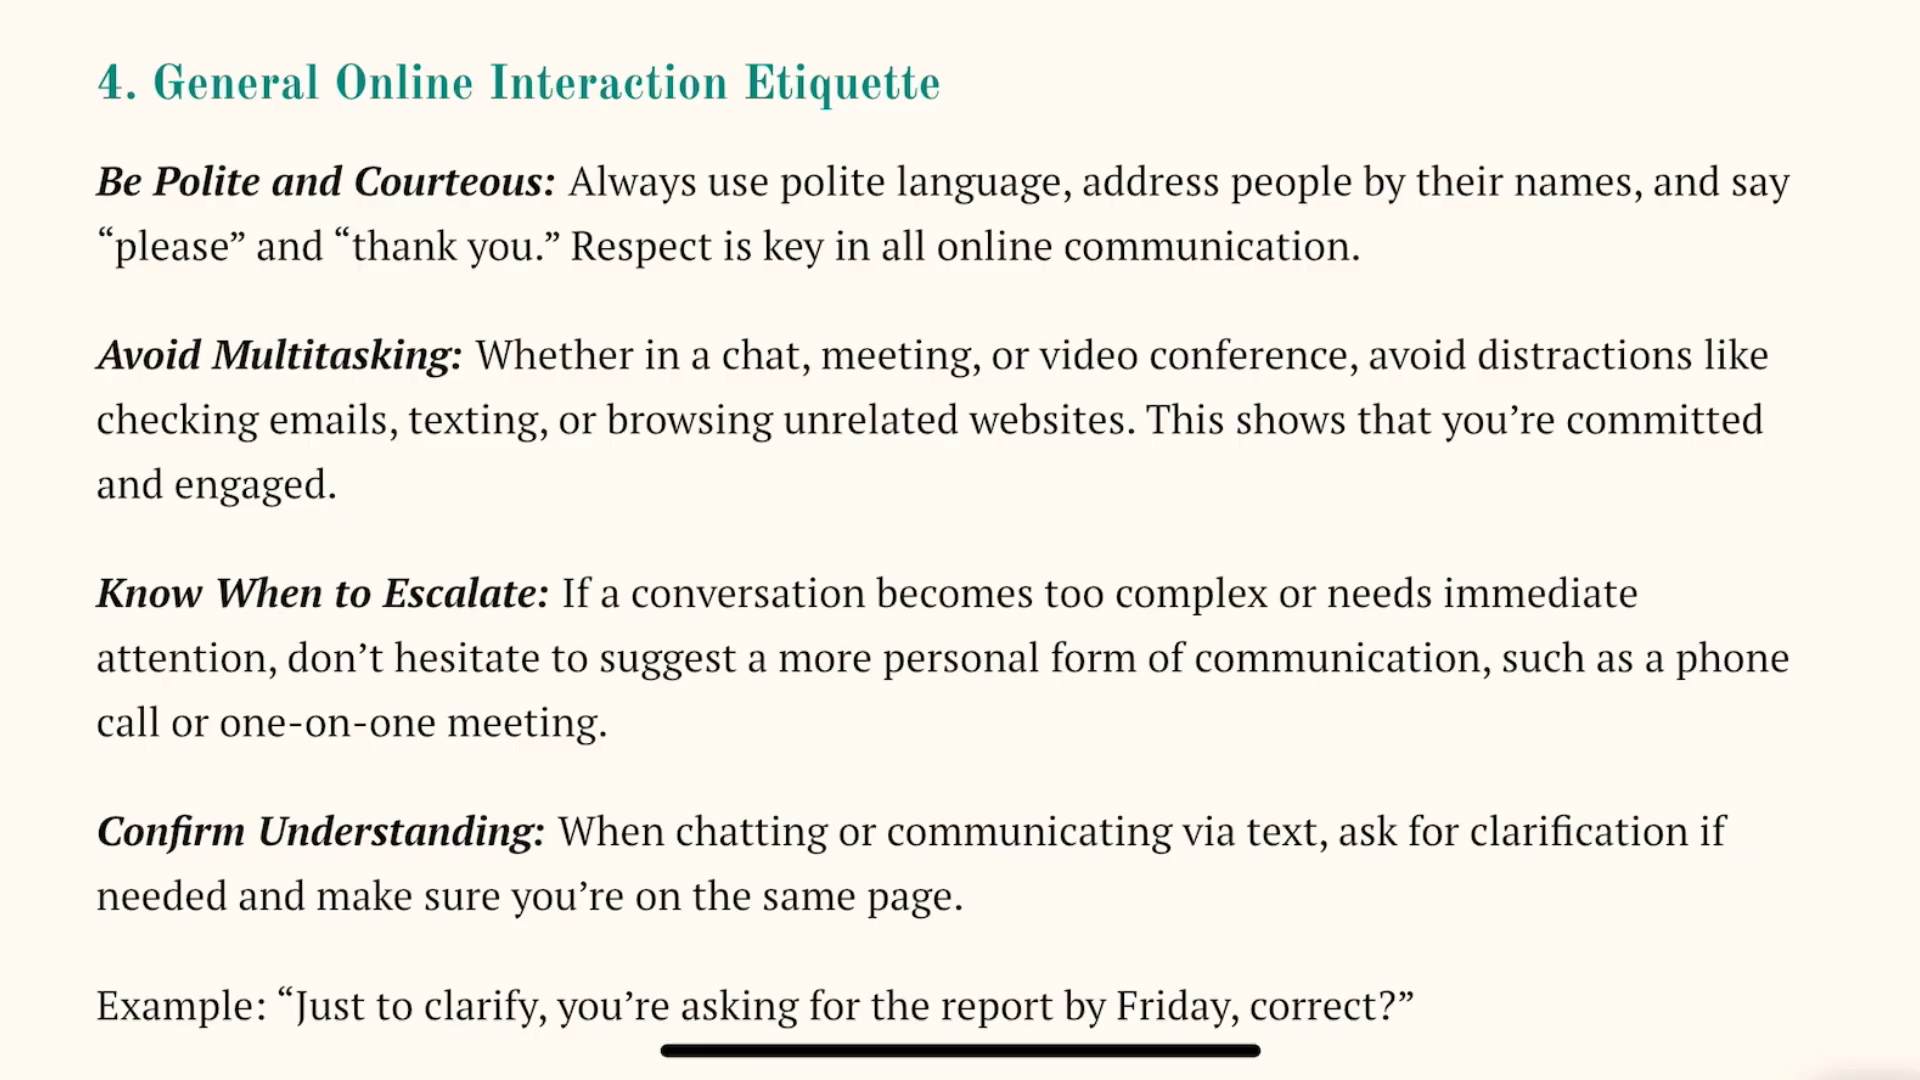 4. General Online Interaction Etiquette
Be Polite and Courteous: Always use polite language, address people by their names, and say
“please” and “thank you.” Respect is key in all online communication.
Avoid Multitasking: Whether in a chat, meeting, or video conference, avoid distractions like
checking emails, texting, or browsing unrelated websites. This shows that you’re committed
and engaged.
Know When to Escalate: If a conversation becomes too complex or needs immediate
attention, don’t hesitate to suggest a more personal form of communication, such as a phone
call or one-on-one meeting.
Confirm Understanding: When chatting or communicating via text, ask for clarification if
needed and make sure you’re on the same page.
Example: “Just to clarify, you’re asking for the report by Friday, correct?”